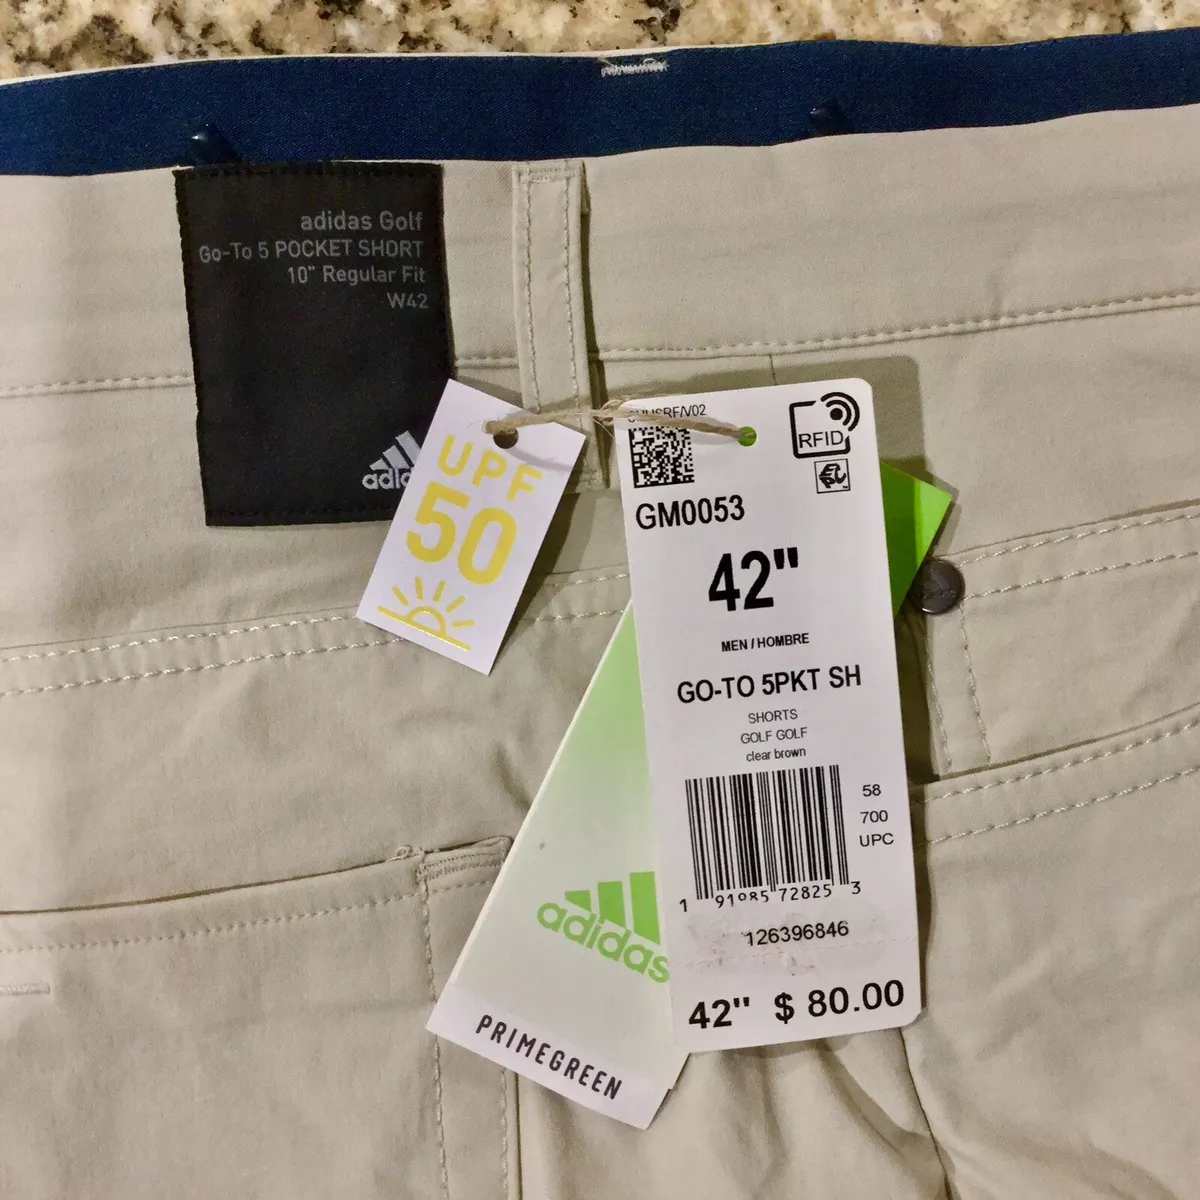 adidas Golf
Go-To 5 POCKET SHORT
10" Regular Fit
W42
UPF
50
RFID
GM0053
42"
MEN / HOMBRE
GO-TO 5PKT SH
SHORTS
GOLF GOLF
clear brown
58
700
UPC
1 91985 72825 3
126396846
42" $ 80.00
adidas
PRIMEGREEN